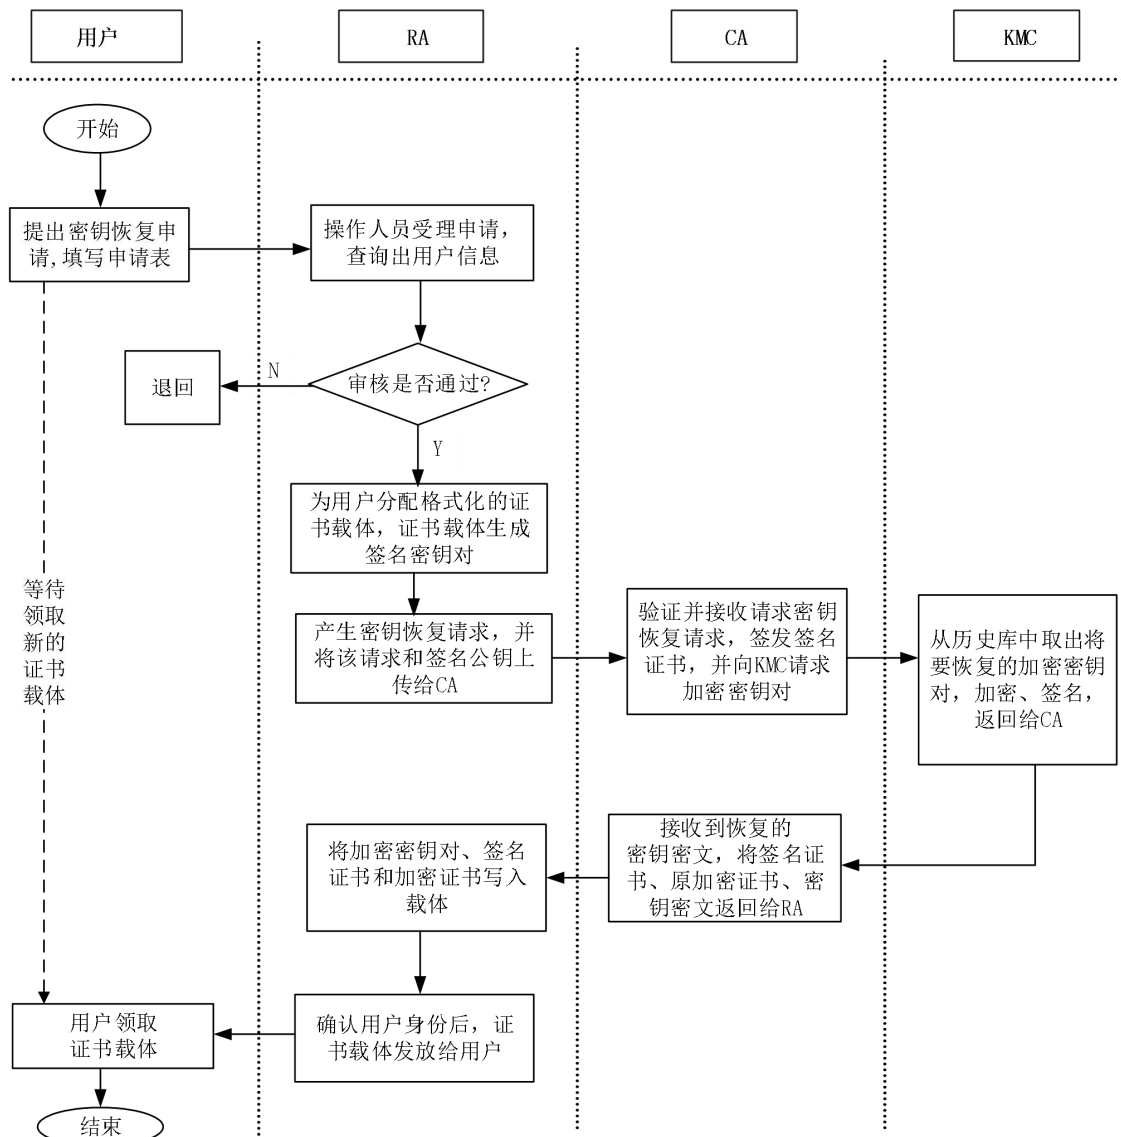 用户
RA
CA
KMC
开始
提出密钥恢复申
请,填写申请表
操作人员受理申请，
查询出用户信息
审核是否通过?
N
退回
Y
为用户分配格式化的证
书载体，证书载体生成
签名密钥对
等待
领取
新的
证书
载体
产生密钥恢复请求，并
将该请求和签名公钥上
传给CA
验证并接收请求密钥
恢复请求，签发签名
证书，并向KMC请求
加密密钥对
从历史库中取出将
要恢复的加密密钥
对，加密、签名，
返回给CA
接收到恢复的
密钥密文，将签名证
书、原加密证书、密
钥密文返回给RA
将加密密钥对、签名
证书和加密证书写入
载体
确认用户身份后，证
书载体发放给用户
用户领取
证书载体
结束